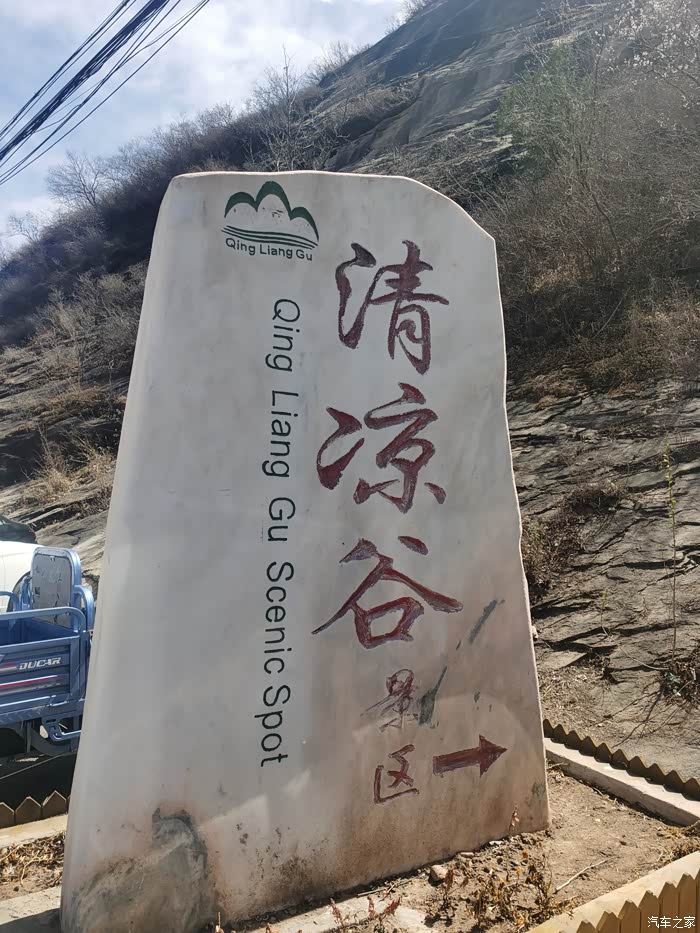 Qing Liang Gu
清凉谷
景区
Qing Liang Gu Scenic Spot
DUCAR
汽车之家